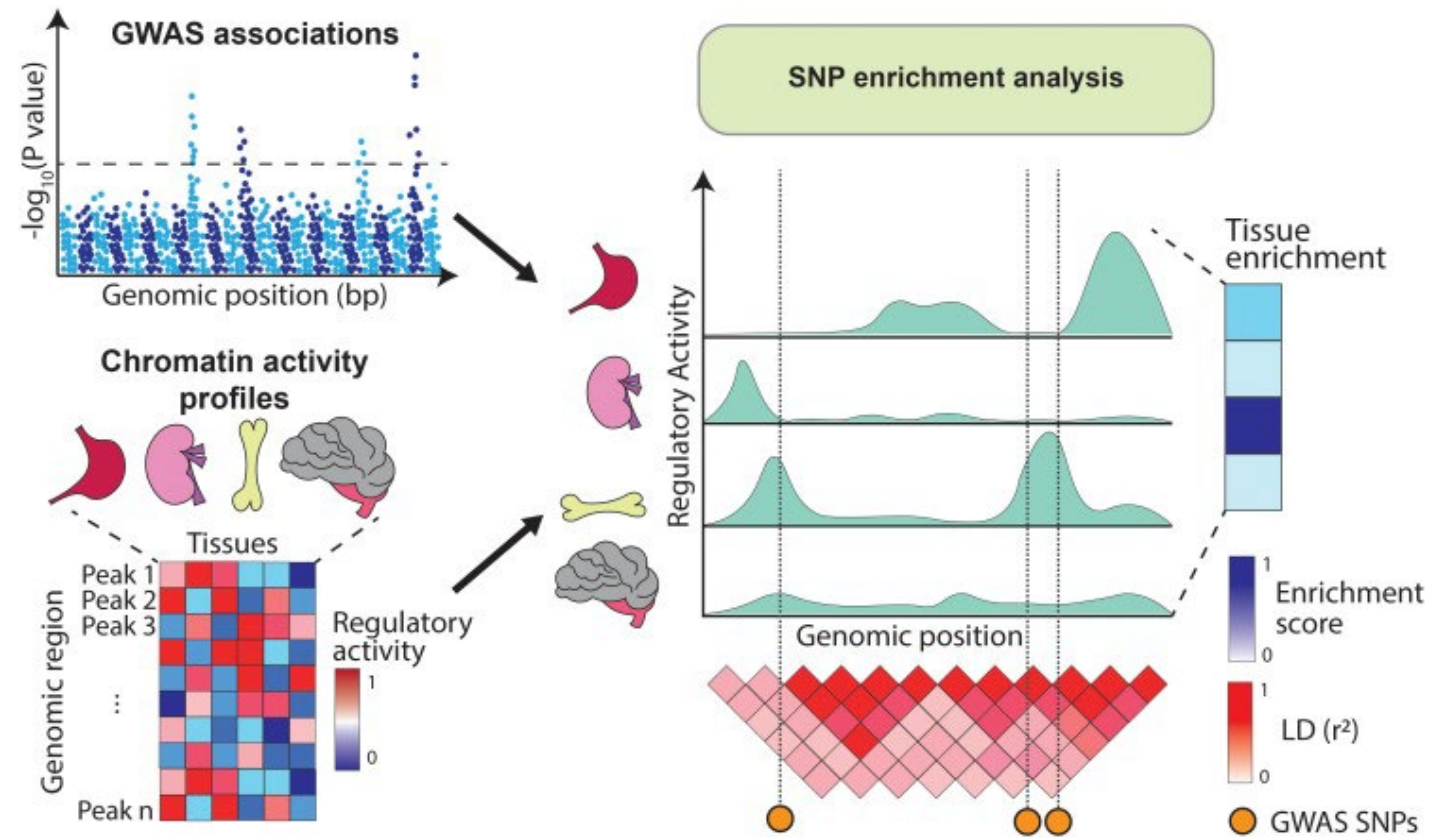 GWAS associations
-log10(P value)
Genomic position (bp)
Chromatin activity
profiles
Tissues
Peak 1
Peak 2
Peak 3
...
Peak n
Genomic region
Regulatory
activity
1
0
SNP enrichment analysis
Regulatory Activity
Genomic position
Tissue
enrichment
1
0
Enrichment
score
1
0
LD (r²)
GWAS SNPs